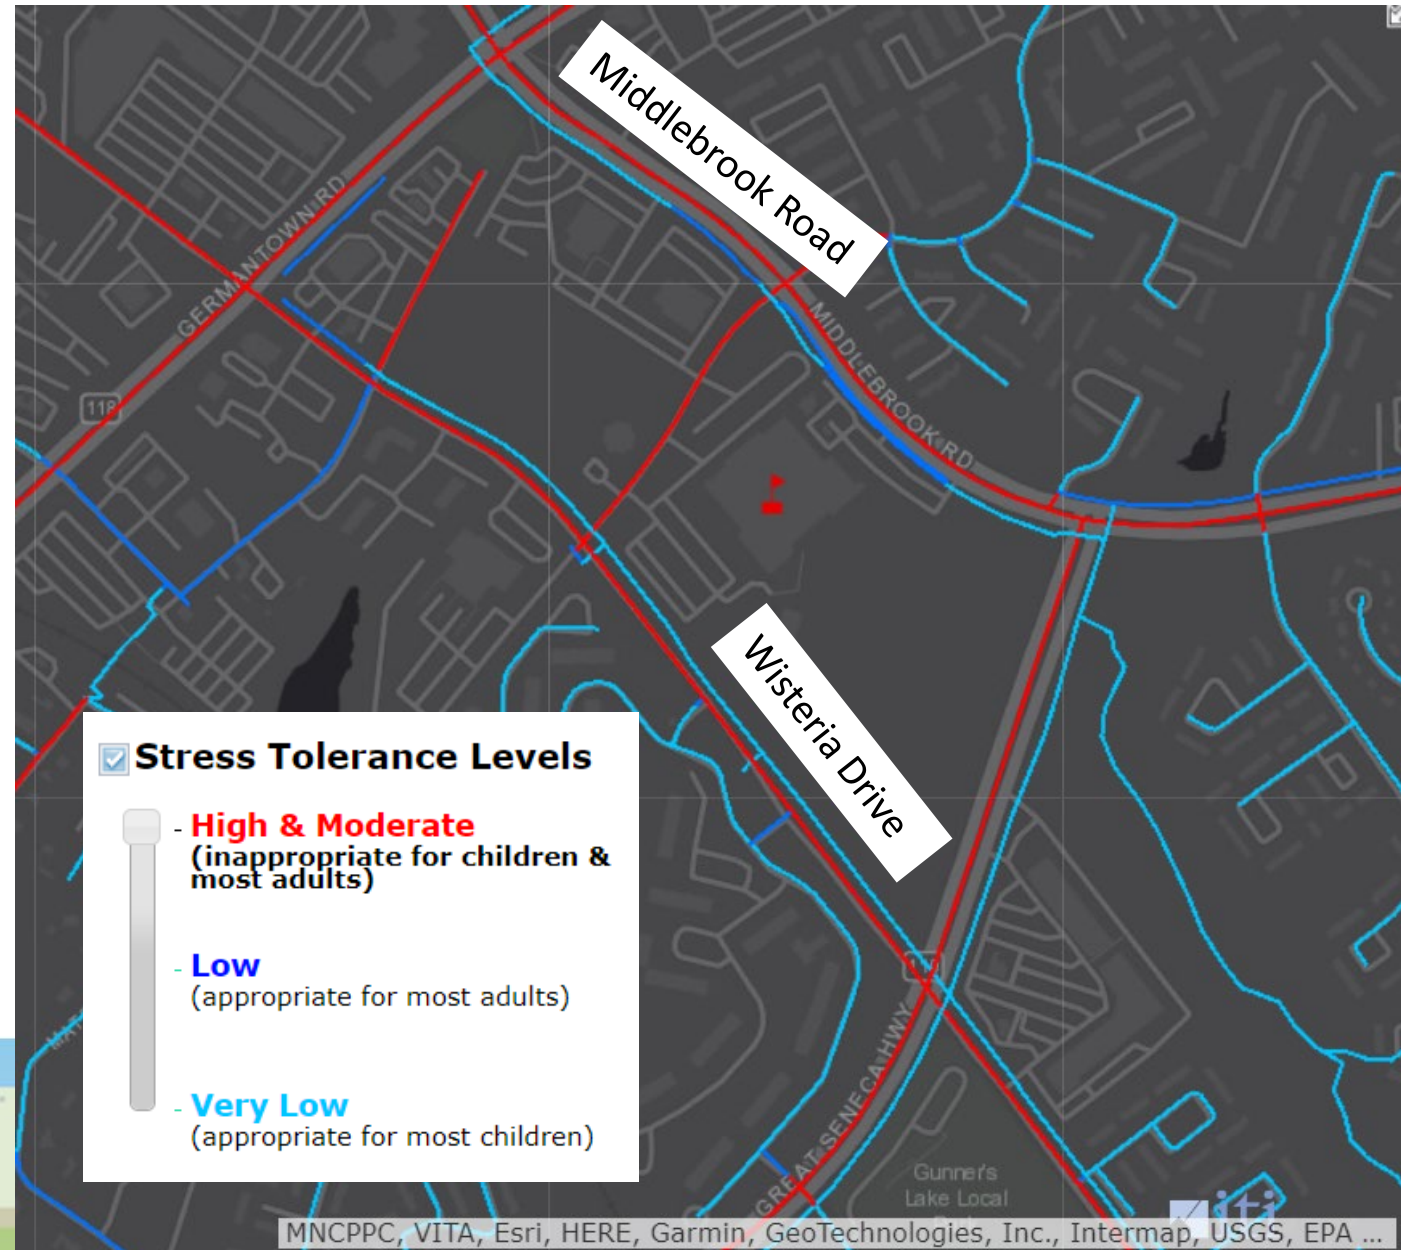 Middlebrook Road
GERMANTOWN RD
MIDDLEBROOK RD
118
Wisteria Drive
Stress Tolerance Levels
- High & Moderate
(inappropriate for children &
most adults)
- Low
(appropriate for most adults)
- Very Low
(appropriate for most children)
GREAT SENECA HWY
Gunner's
Lake Local
iti
MNCPPC, VITA, Esri, HERE, Garmin, GeoTechnologies, Inc., Intermap, USGS, EPA ...